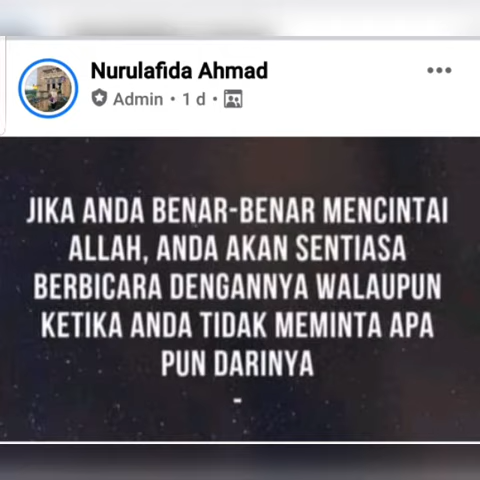 Nurulafida Ahmad
Admin • 1 d •
JIKA ANDA BENAR-BENAR MENCINTAI
ALLAH, ANDA AKAN SENTIASA
BERBICARA DENGANNYA WALAUPUN
KETIKA ANDA TIDAK MEMINTA APA
PUN DARINYA
-